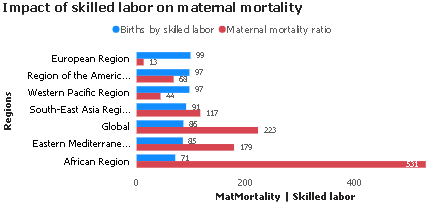 Impact of skilled labor on maternal mortality
Births by skilled labor Maternal mortality ratio
Regions
European Region 99 13
Region of the Americ... 97 68
Western Pacific Region 97 44
South-East Asia Regi... 91 117
Global 86 223
Eastern Mediterrane... 85 179
African Region 71 531
0 200 400
MatMortality | Skilled labor